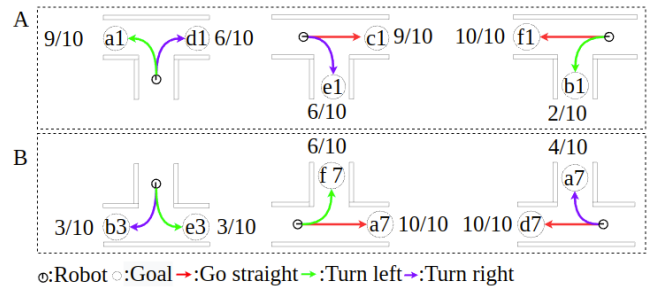 A
9/10 a1 d1 6/10
c1 9/10
e1
6/10
10/10 f1
b1
2/10
B
3/10 b3 e3 3/10
6/10
f 7
a7 10/10
4/10
a7
10/10 d7
:Robot :Goal :Go straight :Turn left :Turn right